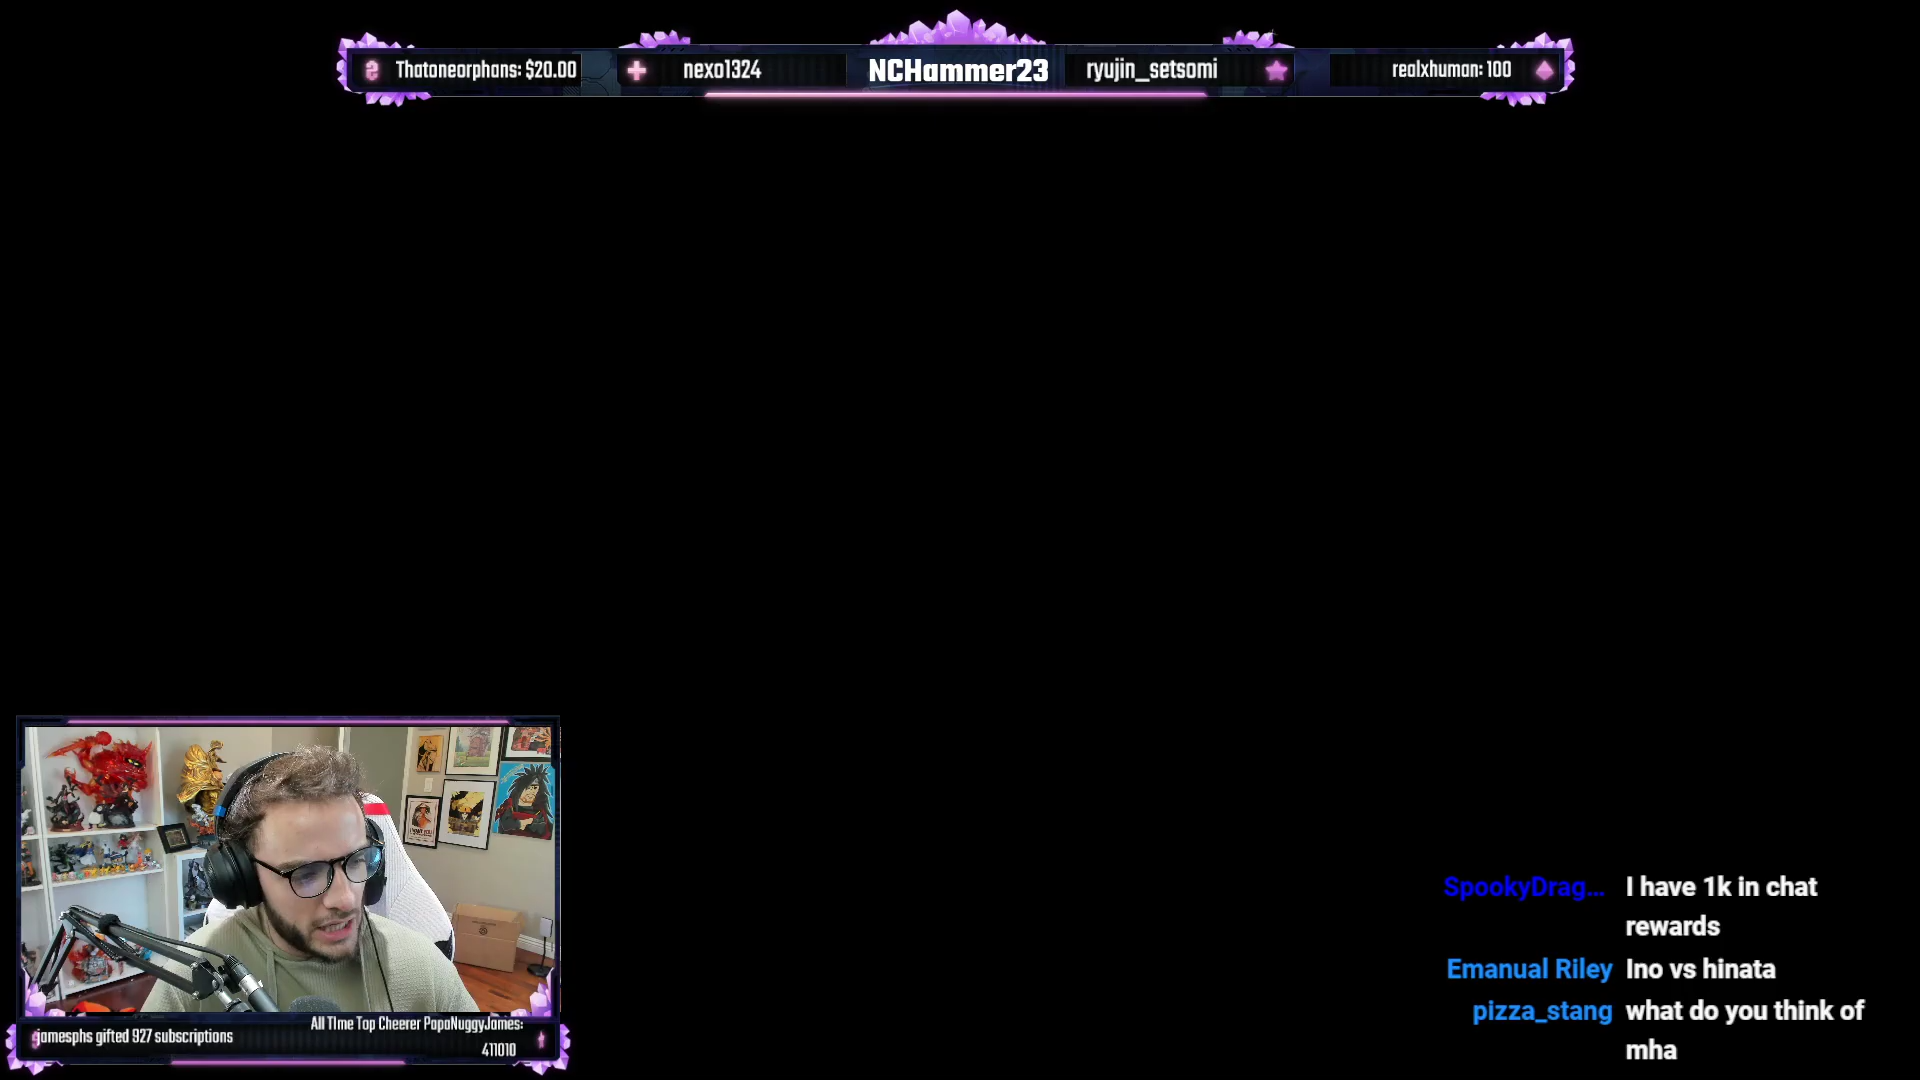 Thatoneorphans: $20.00
nexo1324
NCHammer23
ryujin_setsomi
realxhuman: 100
SpookyDrag... I have 1k in chat
rewards
Emanual Riley Ino vs hinata
pizza_stang what do you think of
mha
jamesphs gifted 927 subscriptions
All TIme Top Cheerer PapaNuggyJames:
411010